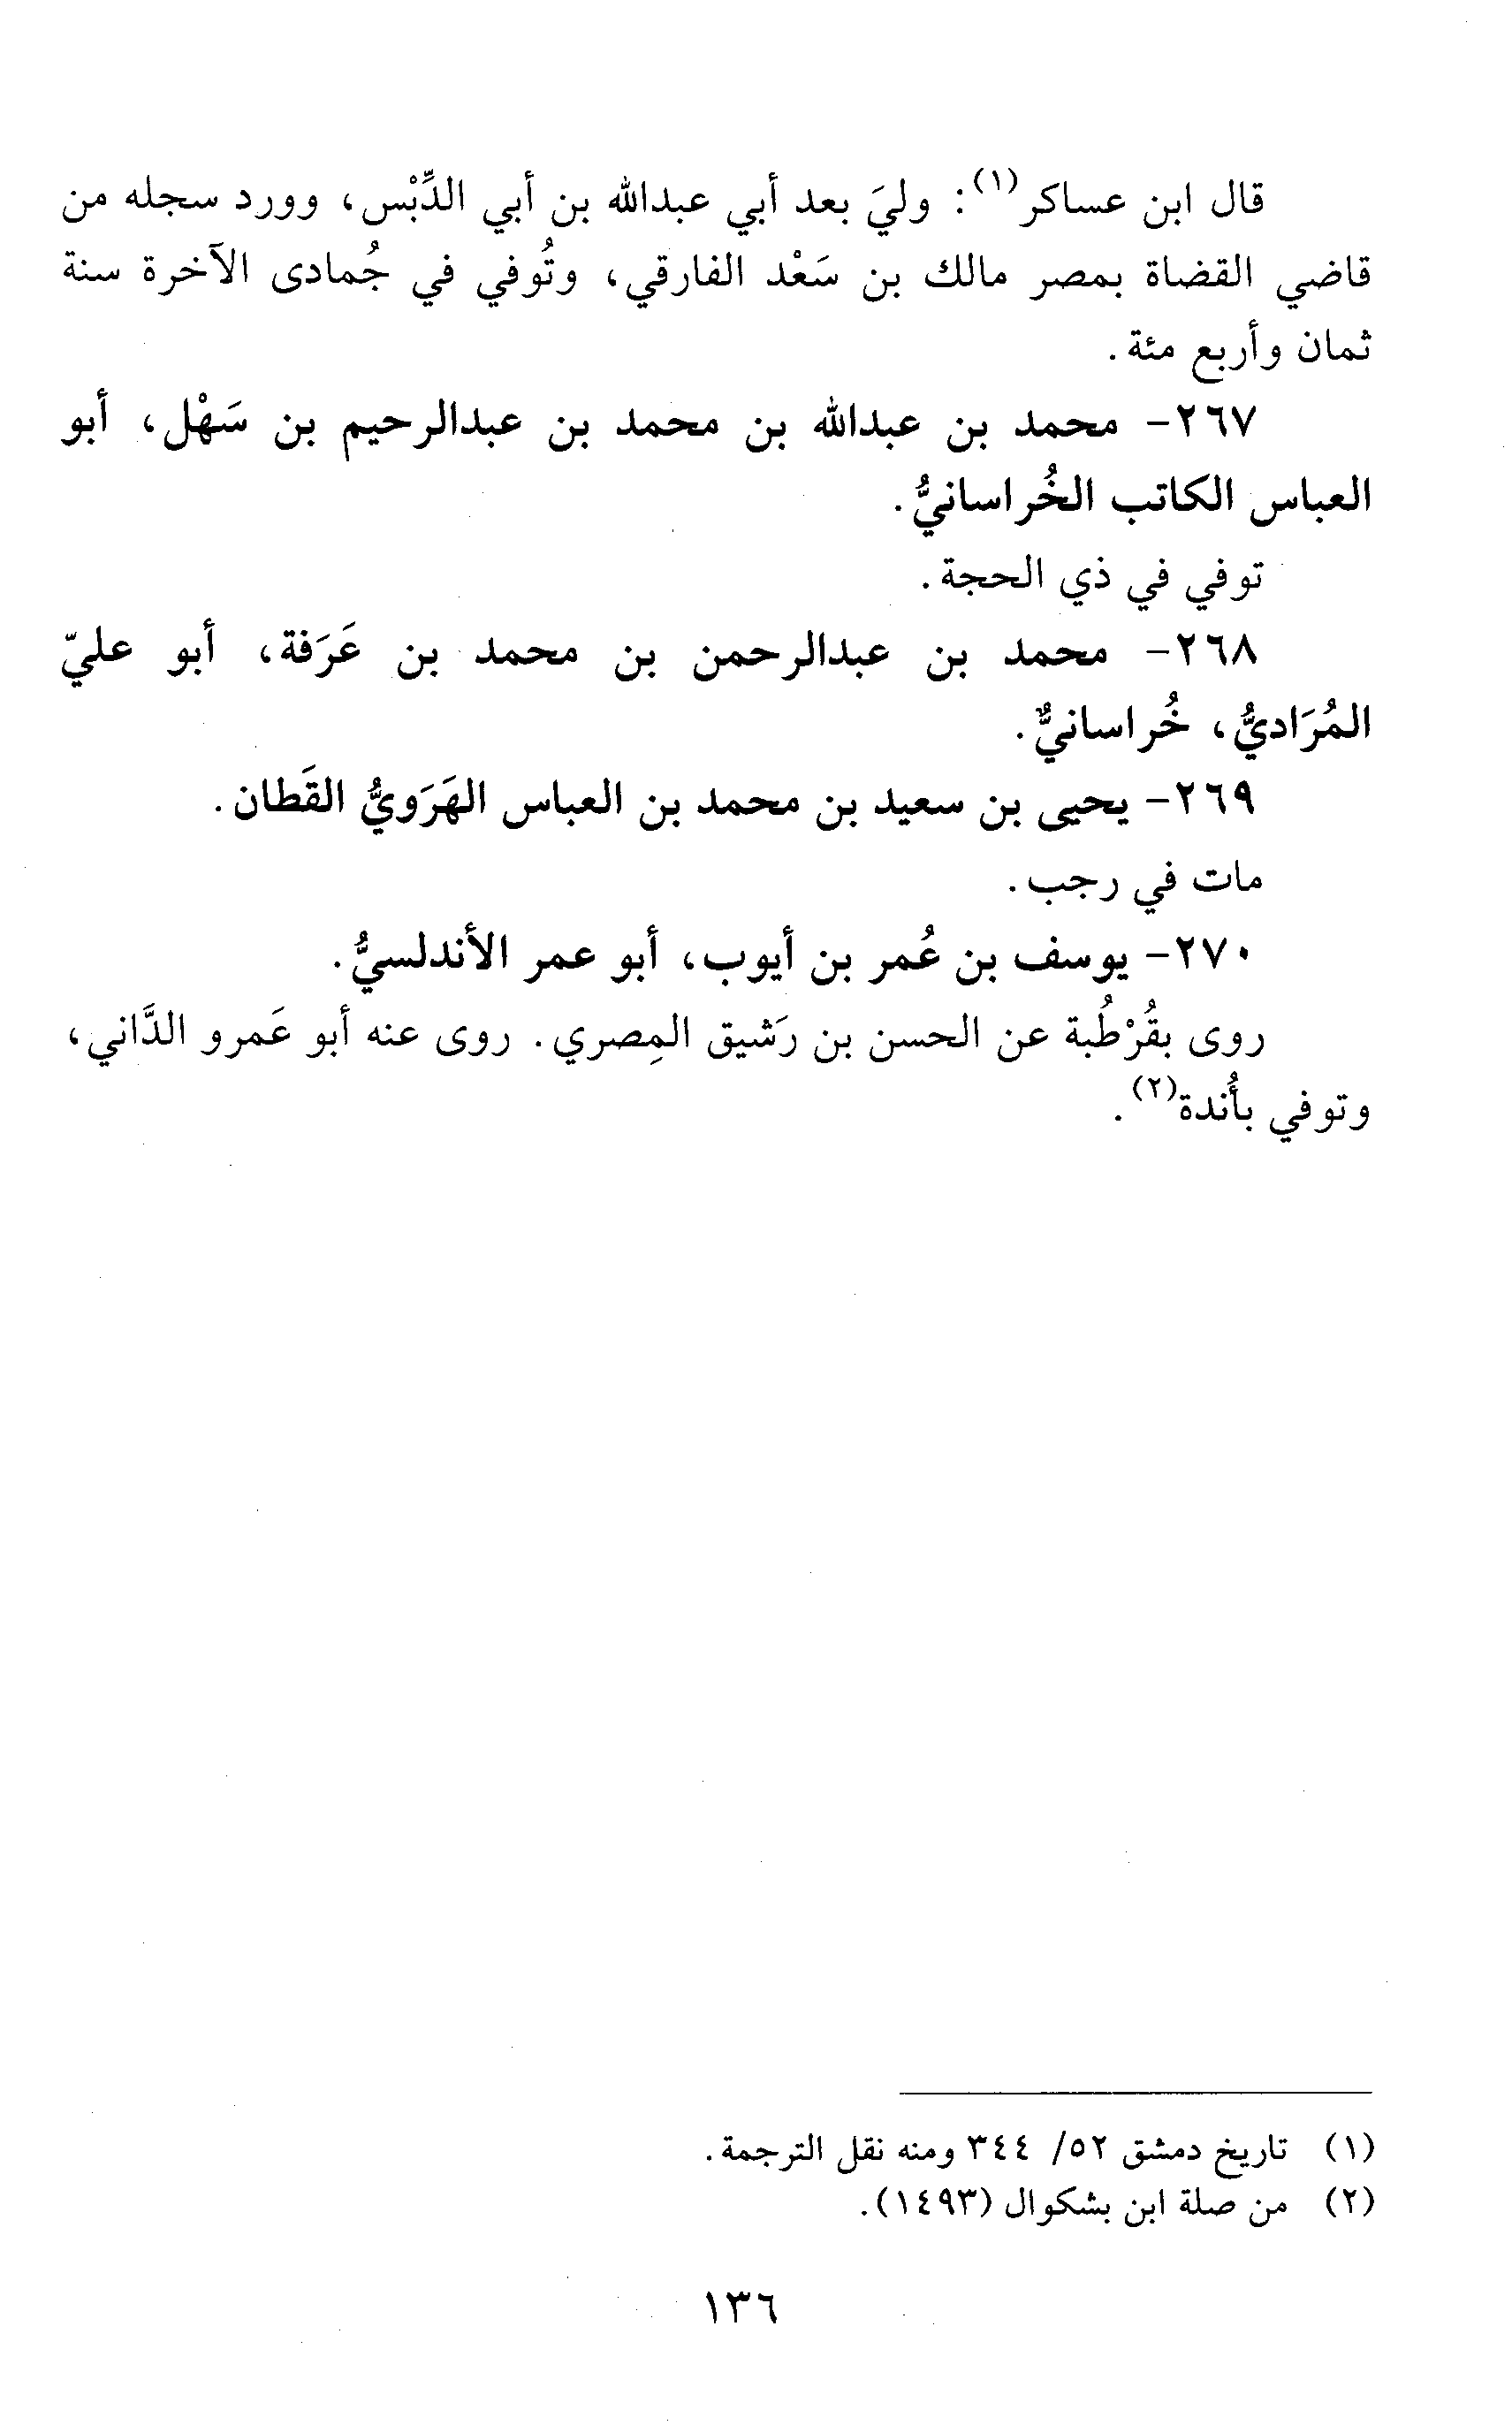 قال ابن عساكر(١): وليَ بعد أبي عبدالله بن أبي الدِّبْس، وورد سجله من
قاضي القضاة بمصر مالك بن سَعْد الفارقي، وتُوفي في جُمادى الآخرة سنة
ثمان وأربع مئة.
٢٦٧- محمد بن عبدالله بن محمد بن عبدالرحيم بن سَهْل، أبو
العباس الكاتب الخُراسانيُّ.
توفي في ذي الحجة.
٢٦٨- محمد بن عبدالرحمن بن محمد بن عَرَفة، أبو عليّ
المُرَاديُّ، خُراسانيٌّ.
٢٦٩- يحيى بن سعيد بن محمد بن العباس الهَرَويُّ القَطان.
مات في رجب.
٢٧٠- يوسف بن عُمر بن أيوب، أبو عمر الأندلسيُّ.
روى بقُرْطُبة عن الحسن بن رَشيق المِصري. روى عنه أبو عَمرو الدَّاني،
وتوفي بأُندة(٢).
(١) تاريخ دمشق ٥٢/ ٣٤٤ ومنه نقل الترجمة.
(٢) من صلة ابن بشكوال (١٤٩٣).
١٣٦